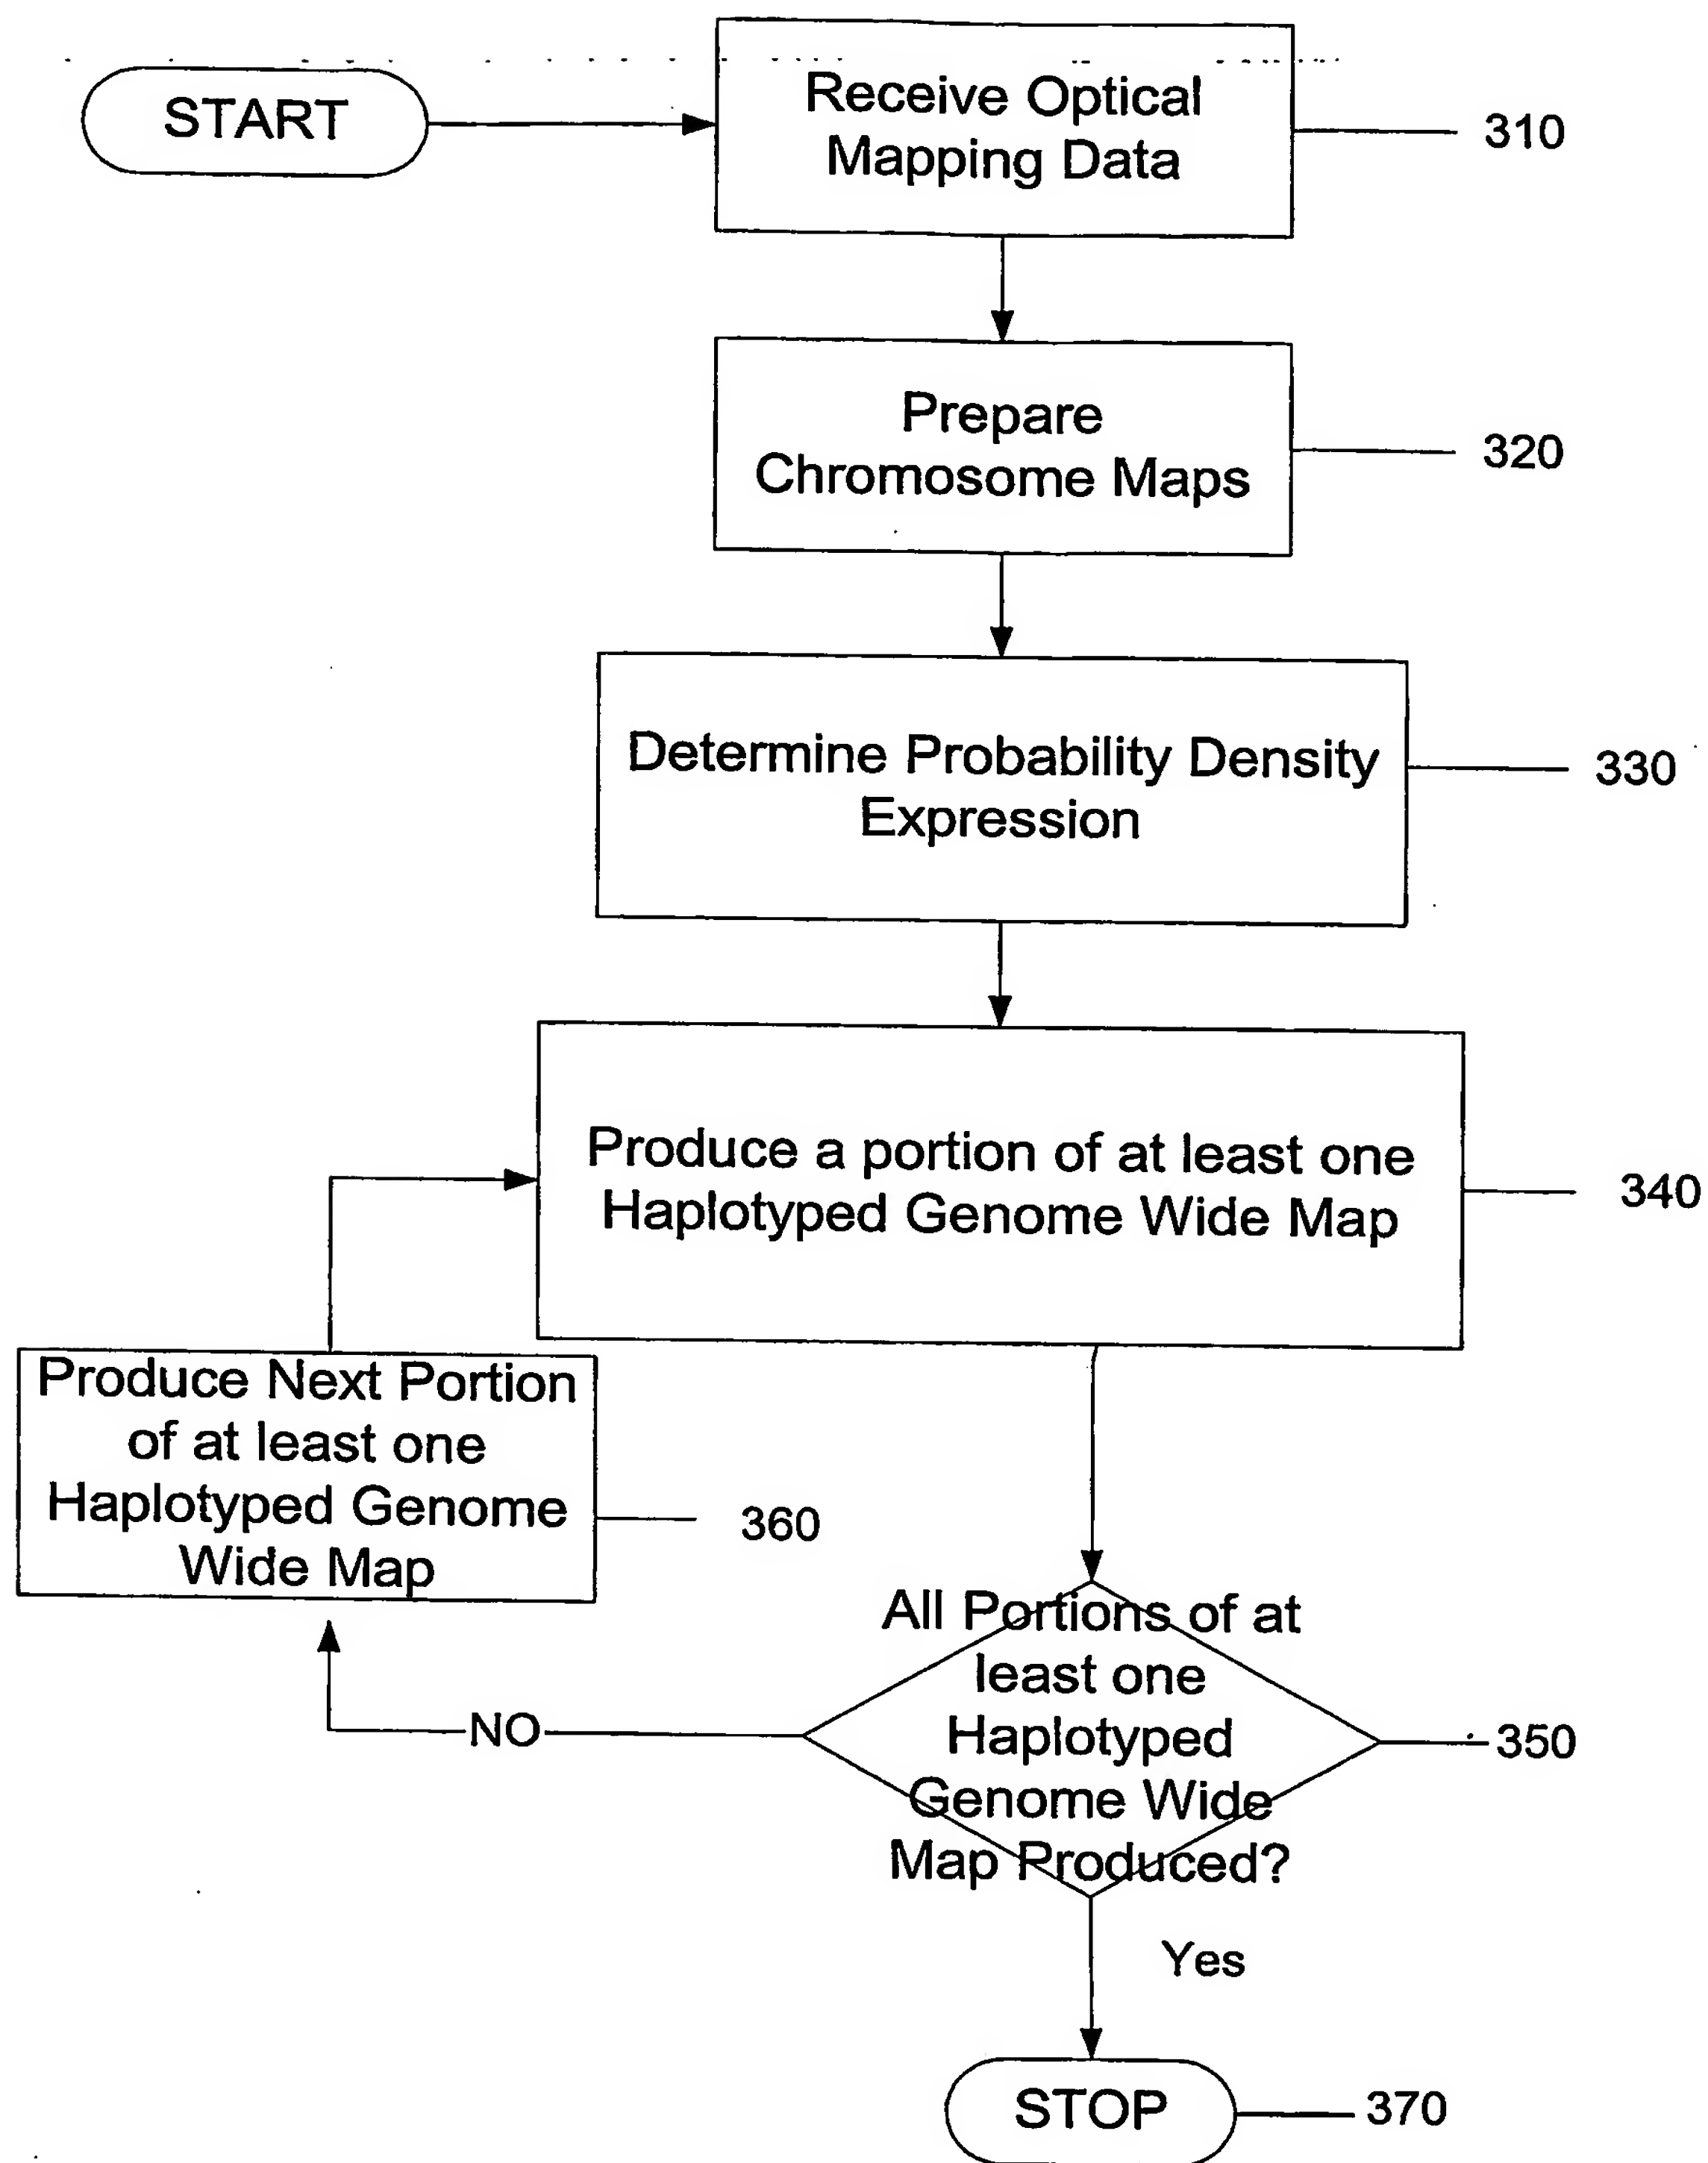 START
Receive Optical
Mapping Data
310
Prepare
Chromosome Maps
320
Determine Probability Density
Expression
330
Produce a portion of at least one
Haplotyped Genome Wide Map
340
Produce Next Portion
of at least one
Haplotyped Genome
Wide Map
360
All Portions of at
least one
Haplotyped
Genome Wide
Map Produced?
NO
350
Yes
STOP
370